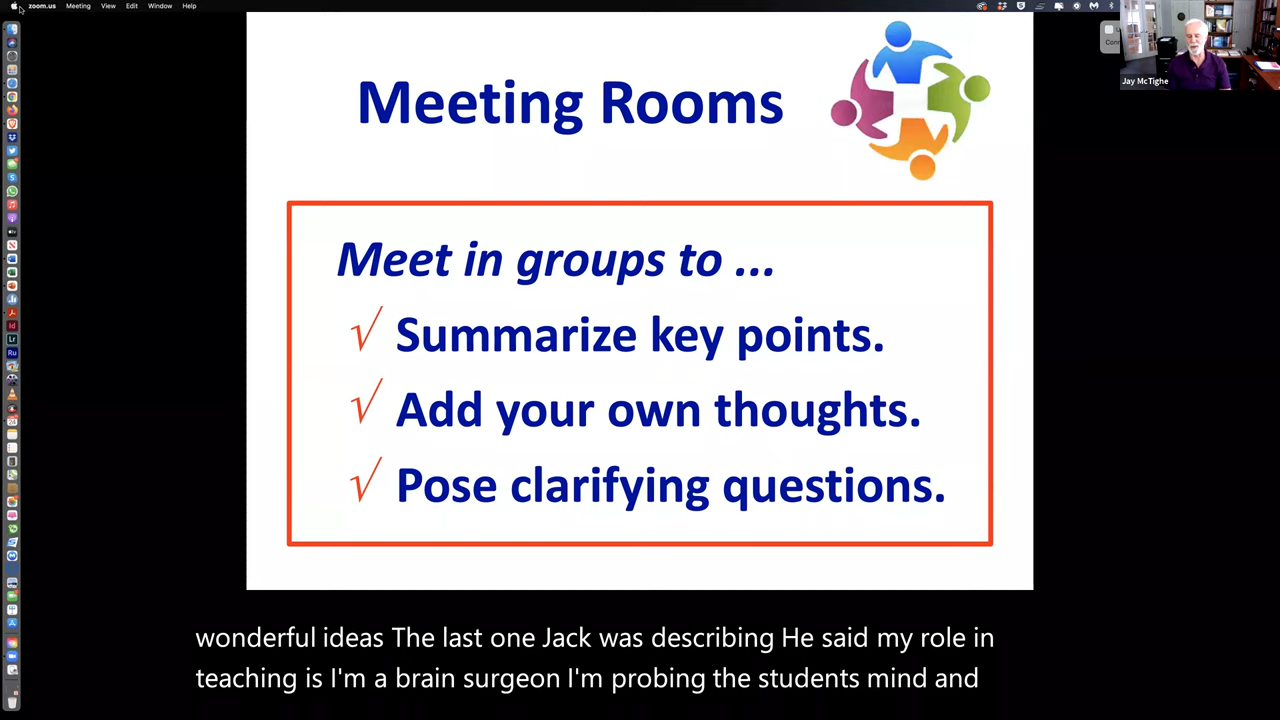 zoom.us Meeting View Edit Window Help
Jay McTighe
Meeting Rooms
Meet in groups to ...
√ Summarize key points.
√ Add your own thoughts.
√ Pose clarifying questions.
wonderful ideas The last one Jack was describing He said my role in
teaching is I'm a brain surgeon I'm probing the students mind and